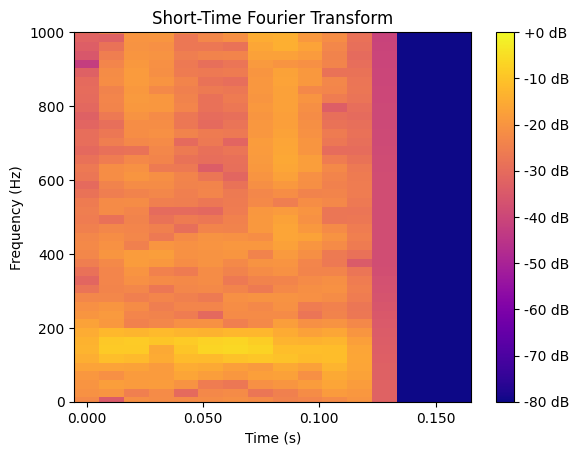 Short-Time Fourier Transform
1000
800
600
400
200
0
Frequency (Hz)
0.000
0.050
0.100
0.150
Time (s)
+0 dB
-10 dB
-20 dB
-30 dB
-40 dB
-50 dB
-60 dB
-70 dB
-80 dB